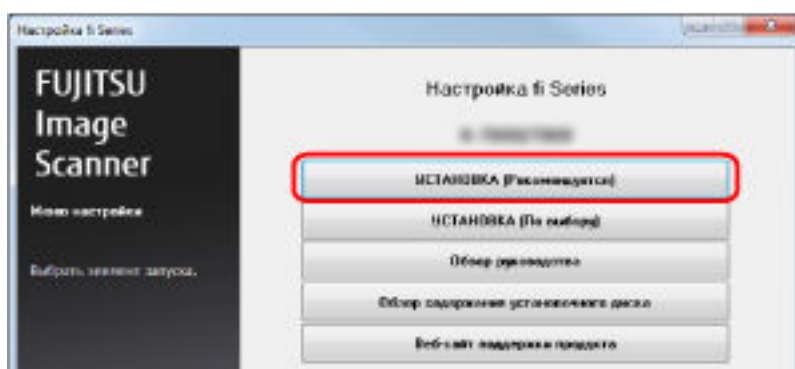 Настройка fi Series
FUJITSU
Image
Scanner
Меню настройки
Выбрать элемент запуска.
Настройка fi Series
УСТАНОВКА (Рекомендуется)
УСТАНОВКА (По выбору)
Обзор руководства
Обзор содержания установочного диска
Веб-сайт поддержки продукта